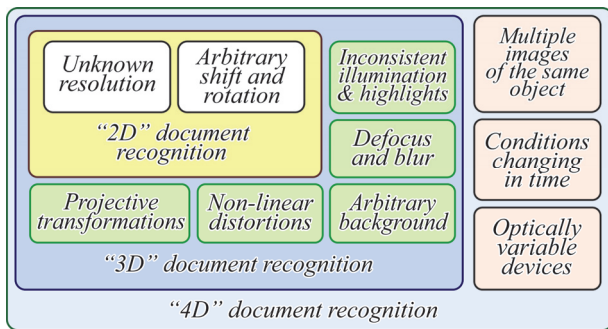 Unknown
resolution
Arbitrary
shift and
rotation
“2D” document
recognition
Inconsistent
illumination
& highlights
Defocus
and blur
Projective
transformations
Non-linear
distortions
Arbitrary
background
“3D” document recognition
Multiple
images
of the same
object
Conditions
changing
in time
Optically
variable
devices
“4D” document recognition